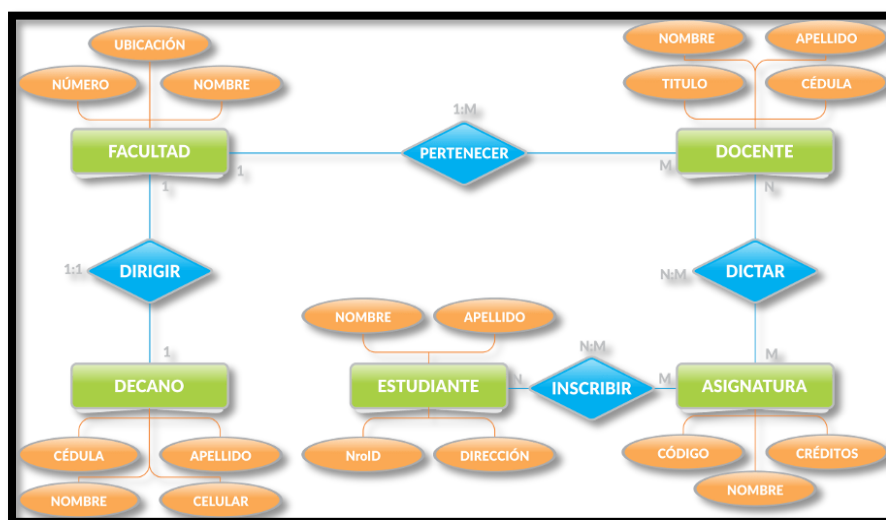 UBICACIÓN
NÚMERO
NOMBRE
FACULTAD
1
1
1:M
PERTENECER
M
NOMBRE
APELLIDO
TITULO
CÉDULA
DOCENTE
N
1:1
DIRIGIR
1
N:M
DICTAR
M
DECANO
CÉDULA
APELLIDO
NOMBRE
CELULAR
NOMBRE
APELLIDO
ESTUDIANTE
N
NroID
DIRECCIÓN
N:M
INSCRIBIR
M
ASIGNATURA
CÓDIGO
CRÉDITOS
NOMBRE